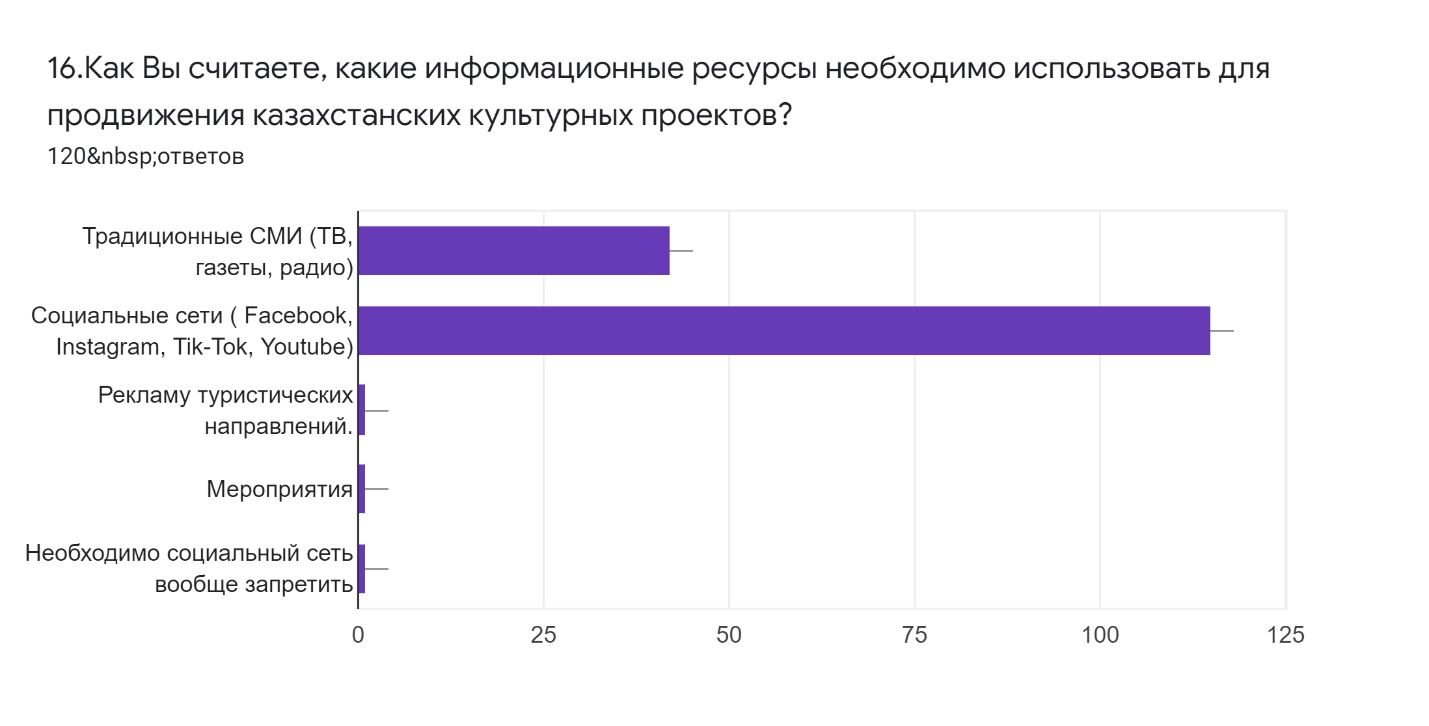 16.Как Вы считаете, какие информационные ресурсы необходимо использовать для
продвижения казахстанских культурных проектов?
120&nbsp;ответов
Традиционные СМИ (ТВ,
газеты, радио)
Социальные сети ( Facebook,
Instagram, Tik-Tok, Youtube)
Рекламу туристических
направлений.
Мероприятия
Необходимо социальный сеть
вообще запретить
0 25 50 75 100 125